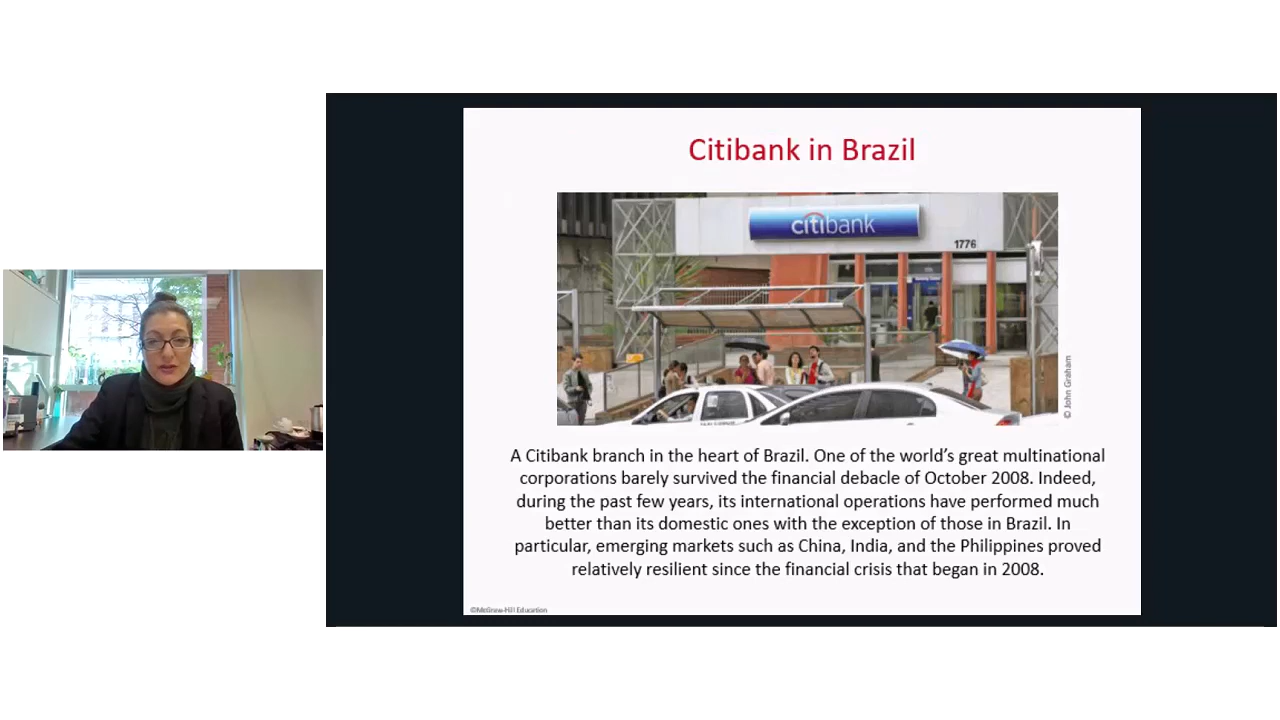 Citibank in Brazil
citibank
1776
© John Graham
A Citibank branch in the heart of Brazil. One of the world's great multinational
corporations barely survived the financial debacle of October 2008. Indeed,
during the past few years, its international operations have performed much
better than its domestic ones with the exception of those in Brazil. In
particular, emerging markets such as China, India, and the Philippines proved
relatively resilient since the financial crisis that began in 2008.
©McGraw-Hill Education